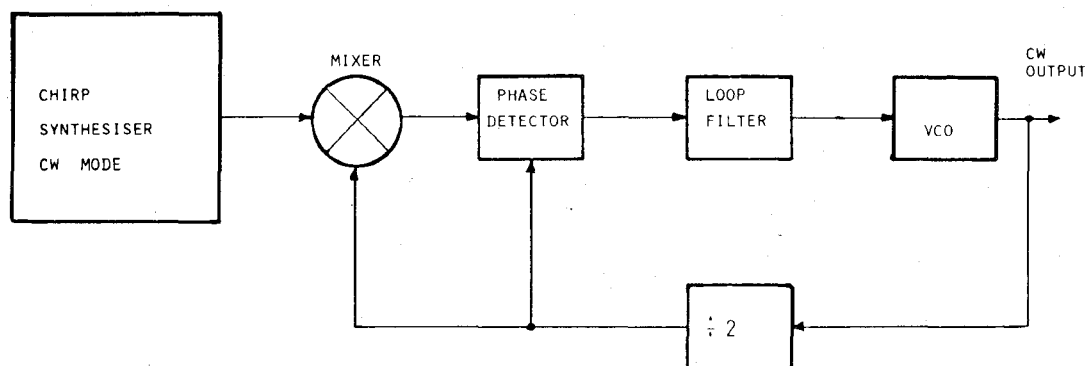 CHIRP
SYNTHESISER
CW MODE
MIXER
PHASE
DETECTOR
LOOP
FILTER
VCO
CW
OUTPUT
÷ 2